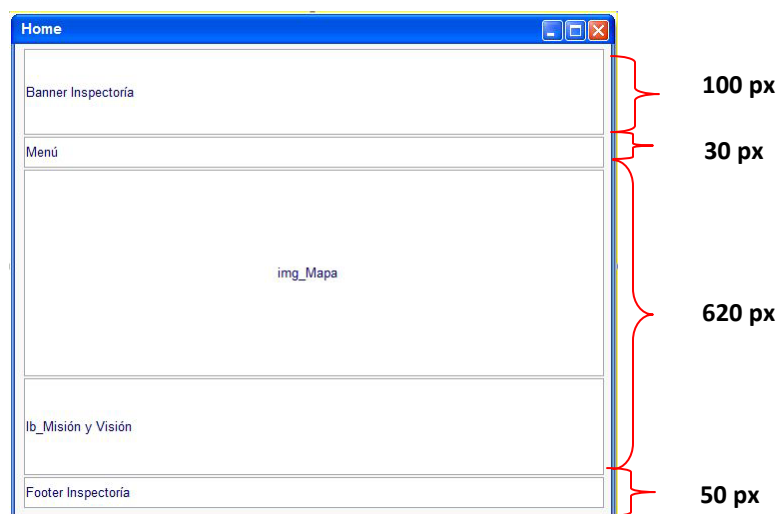 Home
Banner Inspectoría
100 px
Menú
30 px
img_Mapa
620 px
lb_Misión y Visión
Footer Inspectoría
50 px